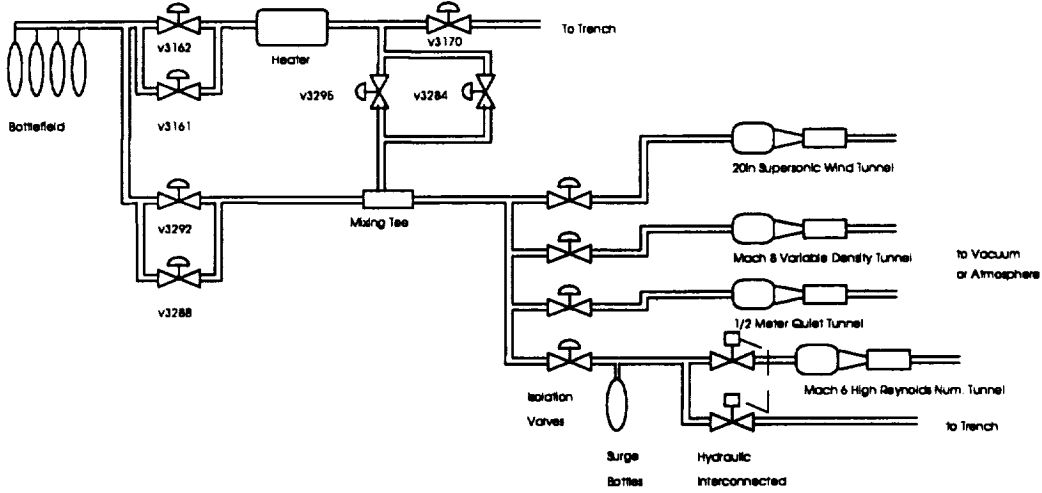 v3162
Heater
v3170
To Trench
v3295
v3284
Bottlefield
v3161
20in Supersonic Wind Tunnel
Mixing Tee
v3292
Mach 8 Variable Density Tunnel
to Vacuum
or Atmosphere
v3288
1/2 Meter Quiet Tunnel
Mach 6 High Reynolds Num. Tunnel
Isolation
Valves
to Trench
Surge
Bottles
Hydraulic
Interconnected